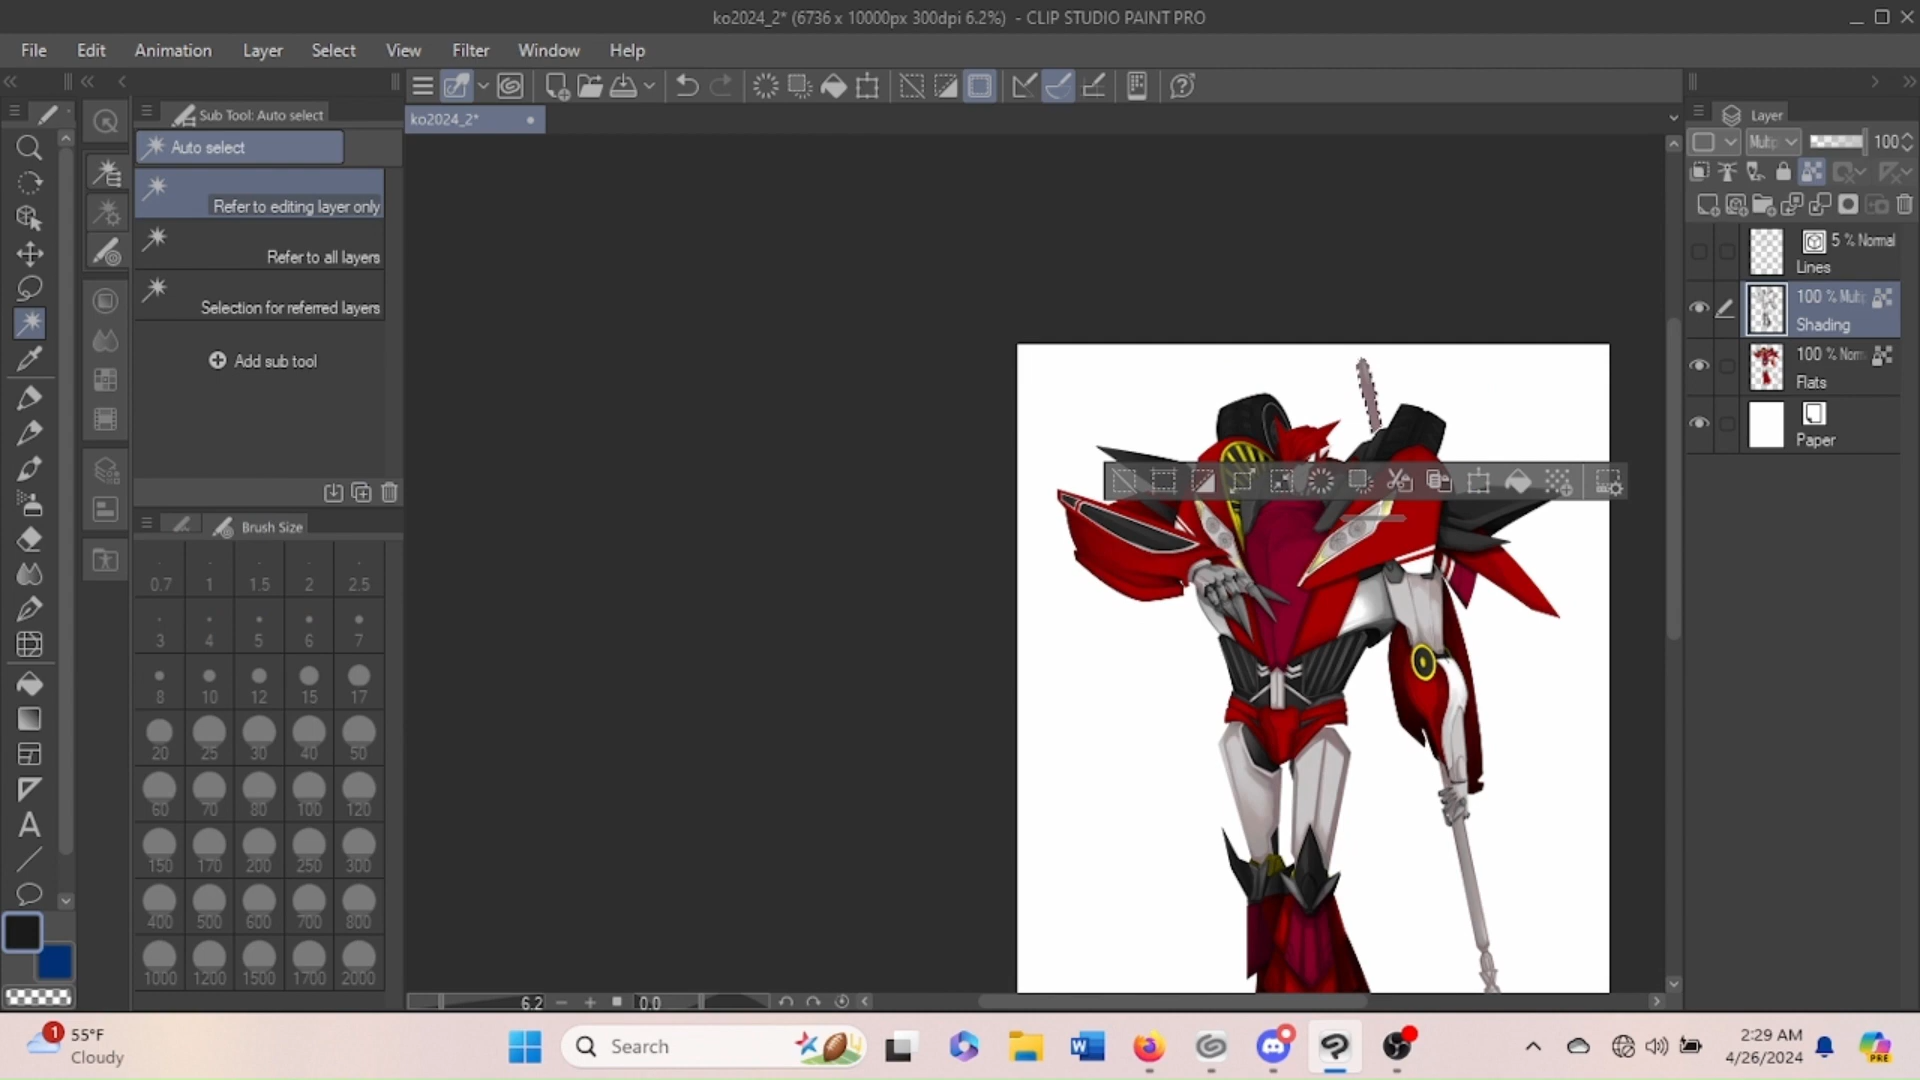 ko2024_2* (6736 x 10000px 300dpi 6.2%) - CLIP STUDIO PAINT PRO
File Edit Animation Layer Select View Filter Window Help
Sub Tool: Auto select
ko2024_2*
Layer
Auto select
100
Refer to editing layer only
Refer to all layers
Selection for referred layers
Add sub tool
5 % Normal
Lines
100 % Multi
Shading
100 % Norm
Flats
Paper
Brush Size
0.7 1 1.5 2 2.5
3 4 5 6 7
8 10 12 15 17
20 25 30 40 50
60 70 80 100 120
150 170 200 250 300
400 500 600 700 800
1000 1200 1500 1700 2000
A
6.2 0.0
1
55°F
Cloudy
Search
W
PRE
2:29 AM
4/26/2024